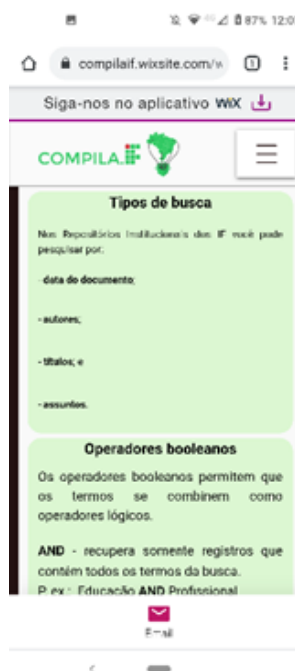 87% 12:0
compilaif.wixsite.com/w
1
Siga-nos no aplicativo WiX
COMPILA.IF
Tipos de busca
Nos Repositórios Institucionais dos IF você pode
pesquisar por:
- data do documento;
- autores;
- títulos; e
- assuntos.
Operadores booleanos
Os operadores booleanos permitem que
os termos se combinem como
operadores lógicos.
AND - recupera somente registros que
contém todos os termos da busca.
P. ex.: Educação AND Profissional
Email